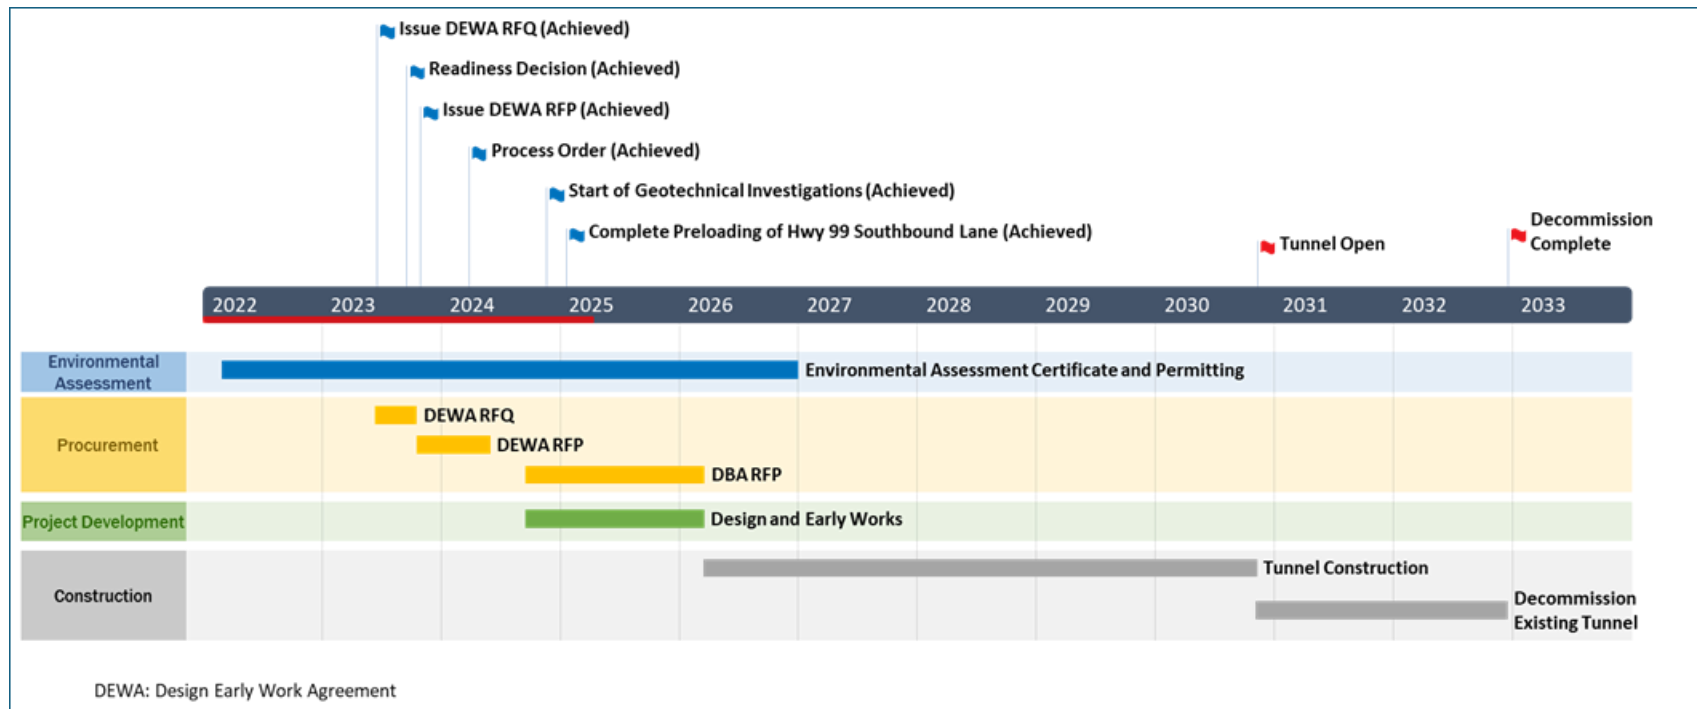 Issue DEWA RFQ (Achieved)
Readiness Decision (Achieved)
Issue DEWA RFP (Achieved)
Process Order (Achieved)
Start of Geotechnical Investigations (Achieved)
Complete Preloading of Hwy 99 Southbound Lane (Achieved)
Tunnel Open
Decommission
Complete
2022 2023 2024 2025 2026 2027 2028 2029 2030 2031 2032 2033
Environmental
Assessment
Environmental Assessment Certificate and Permitting
Procurement
DEWA RFQ
DEWA RFP
DBA RFP
Project Development
Design and Early Works
Construction
Tunnel Construction
Decommission
Existing Tunnel
DEWA: Design Early Work Agreement